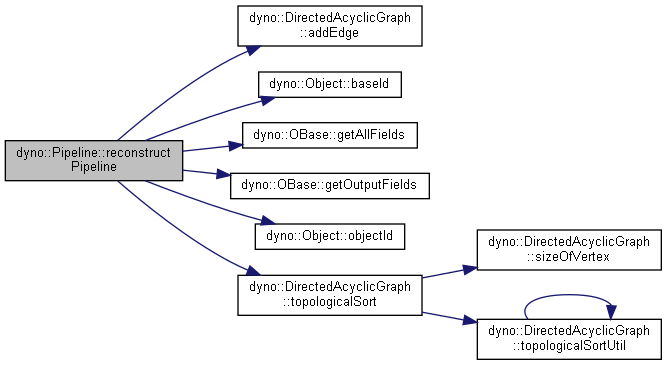 dyno::DirectedAcyclicGraph
::addEdge
dyno::Object::baseId
dyno::OBase::getAllFields
dyno::Pipeline::reconstruct
Pipeline
dyno::OBase::getOutputFields
dyno::Object::objectId
dyno::DirectedAcyclicGraph
::topologicalSort
dyno::DirectedAcyclicGraph
::sizeOfVertex
dyno::DirectedAcyclicGraph
::topologicalSortUtil